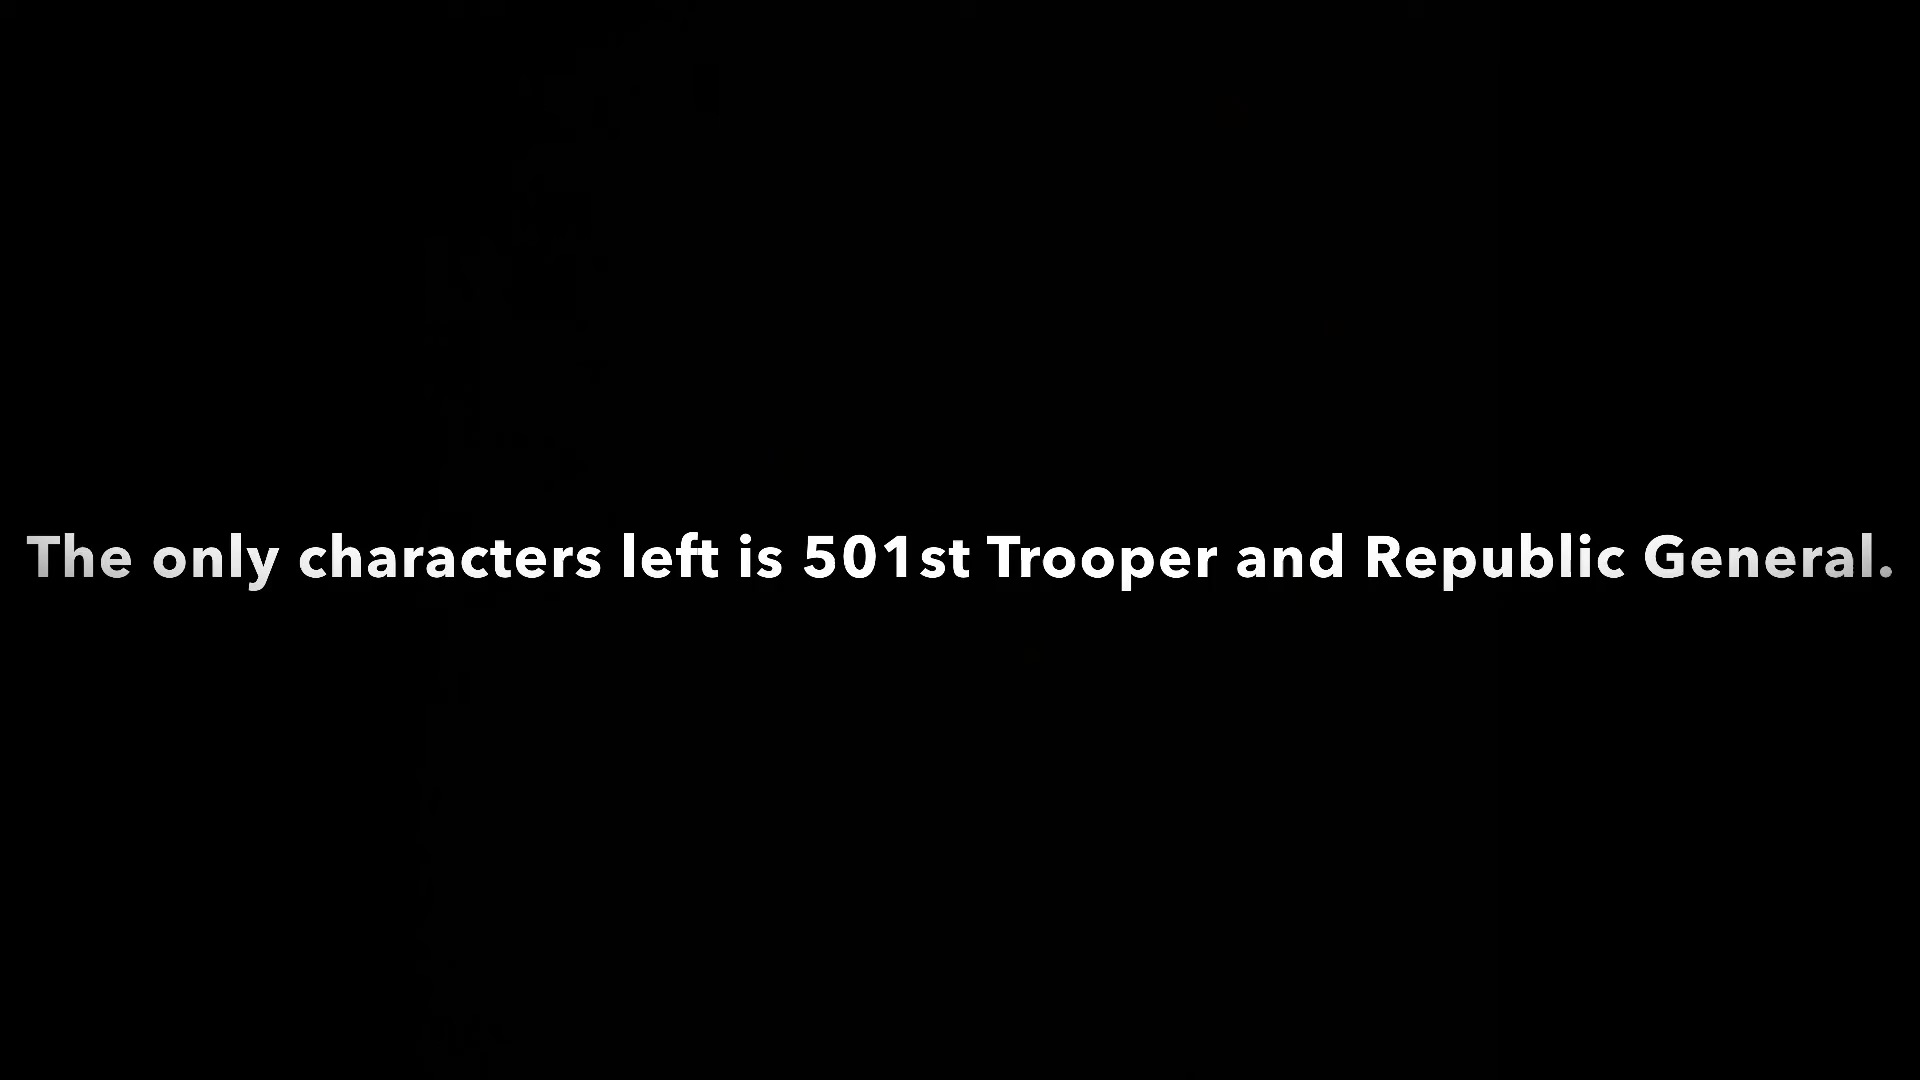 The only characters left is 501st Trooper and Republic General.